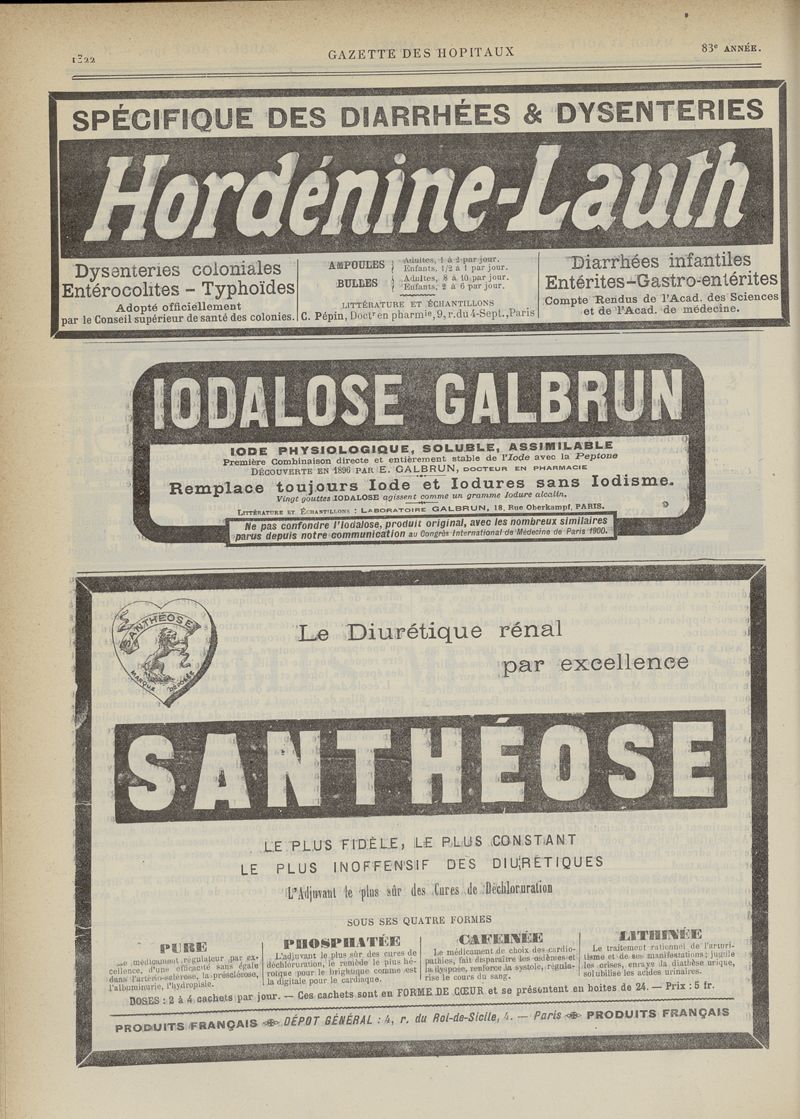 GAZETTE DES HOPITAUX
83e ANNÉE.
SPÉCIFIQUE DES DIARRHÉES & DYSENTERIES
Hordénine-Lauth
Dysenteries coloniales
Entérocolites - Typhoïdes
Adopté officiellement
par le Conseil supérieur de santé des colonies.
AMPOULES } Adultes, 1 à 2 par jour.
Enfants, 1/2 à 1 par jour.
BULLES } Adultes, 8 à 10 par jour.
Enfants, 2 à 6 par jour.
LITTÉRATURE ET ÉCHANTILLONS
C. Pépin, Doctr en pharmie, 9, r. du 4-Sept., Paris
Diarrhées infantiles
Entérites-Gastro-entérites
Compte Rendus de l'Acad. des Sciences
et de l'Acad. de médecine.
IODALOSE GALBRUN
IODE PHYSIOLOGIQUE, SOLUBLE, ASSIMILABLE
Première Combinaison directe et entièrement stable de l'Iode avec la Peptone
DÉCOUVERTE EN 1896 PAR E. GALBRUN, DOCTEUR EN PHARMACIE
Remplace toujours Iode et Iodures sans Iodisme.
Vingt gouttes IODALOSE agissent comme un gramme Iodure alcalin.
LITTÉRATURE ET ÉCHANTILLONS : LABORATOIRE GALBRUN, 18, Rue Oberkampf, PARIS.
Ne pas confondre l'Iodalose, produit original, avec les nombreux similaires
parus depuis notre communication au Congrès International de Médecine de Paris 1900.
SANTHÉOSE
MARQUE DÉPOSÉE
Le Diurétique rénal
par excellence
SANTHÉOSE
LE PLUS FIDÈLE, LE PLUS CONSTANT
LE PLUS INOFFENSIF DES DIURÉTIQUES
L'Adjuvant le plus sûr des Cures de Déchloruration
SOUS SES QUATRE FORMES
PURE
Le médicament régulateur par ex-
cellence, d'une efficacité sans égale
dans l'artério-sclérose, la présclérose,
l'albuminurie, l'hydropisie.
PHOSPHATÉE
L'adjuvant le plus sûr des cures de
déchloruration, le remède le plus hé-
roïque pour le brightique comme est
la digitale pour le cardiaque.
CAFÉINÉE
Le médicament de choix des cardio-
pathies, fait disparaître les œdèmes et
la dyspnée, renforce la systole, régula-
rise le cours du sang.
LITHINÉE
Le traitement rationnel de l'arthri-
tisme et de ses manifestations; jugule
les crises, enraye la diathèse urique,
solubilise les acides urinaires.
DOSES : 2 à 4 cachets par jour. — Ces cachets sont en FORME DE CŒUR et se présentent en boites de 24. — Prix : 5 fr.
PRODUITS FRANÇAIS DÉPOT GÉNÉRAL : 4, r. du Roi-de-Sicile, 4. — Paris PRODUITS FRANÇAIS